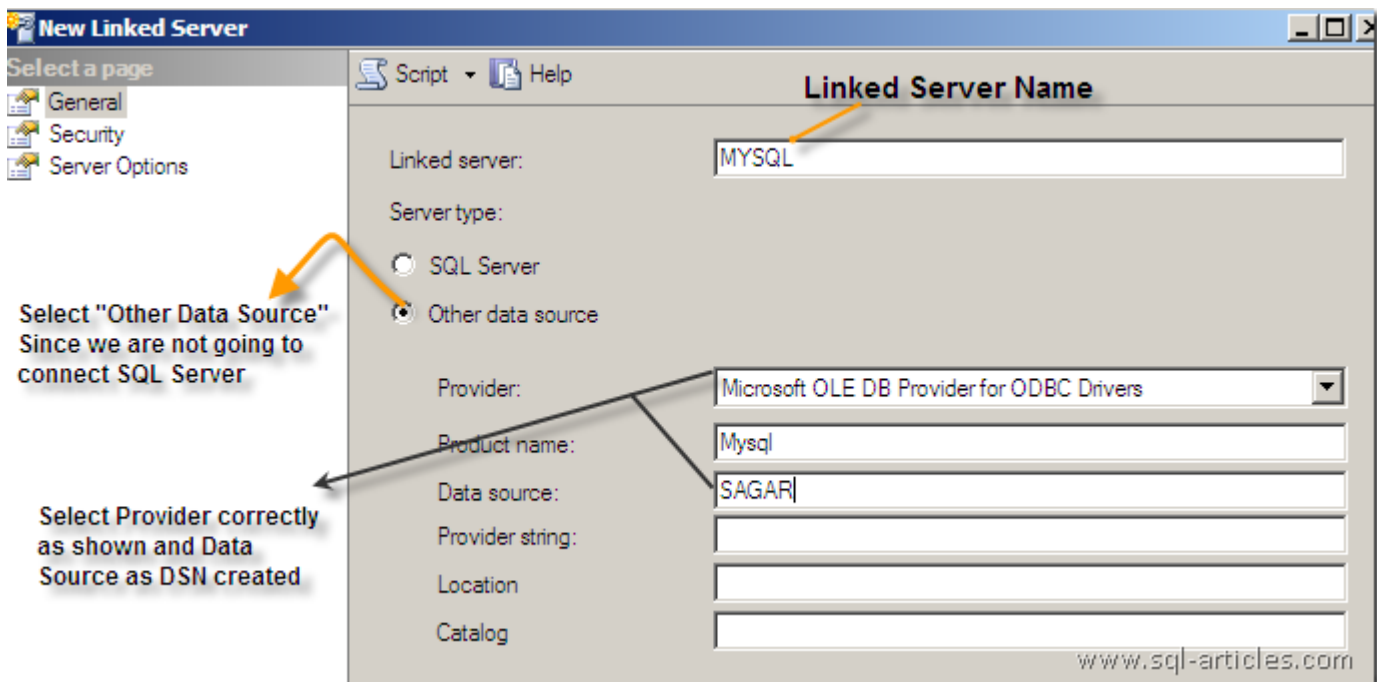 New Linked Server
Select a page
General
Security
Server Options
Script Help
Linked Server Name
Linked server: MYSQL
Server type:
SQL Server
Other data source
Select "Other Data Source"
Since we are not going to
connect SQL Server
Provider: Microsoft OLE DB Provider for ODBC Drivers
Product name: Mysql
Data source: SAGAR
Provider string:
Location
Catalog
Select Provider correctly
as shown and Data
Source as DSN created
www.sql-articles.com